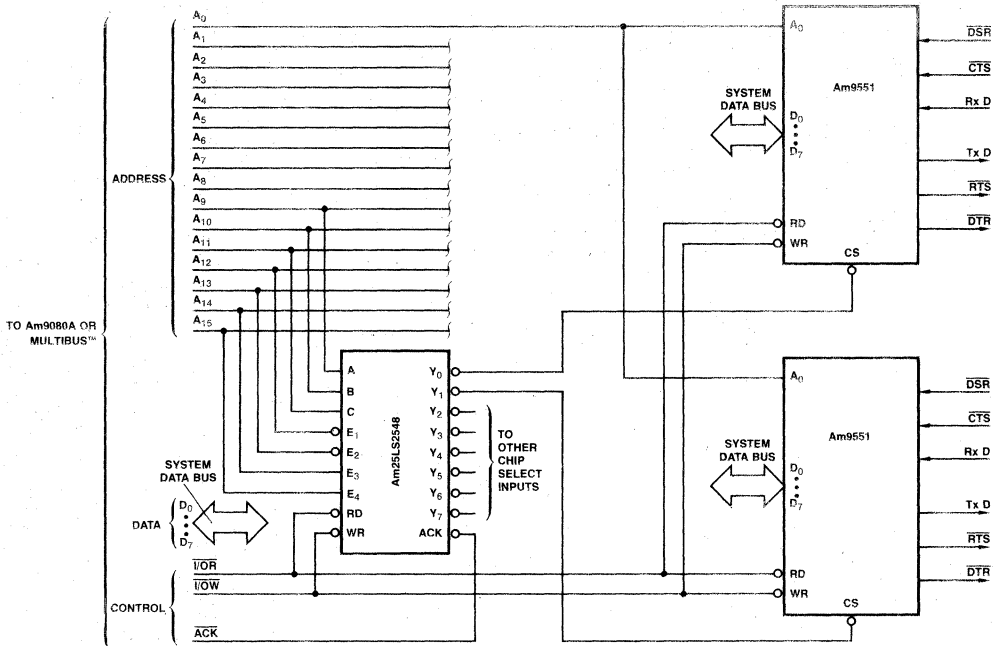 TO Am9080A OR
MULTIBUS™
ADDRESS
A0
A1
A2
A3
A4
A5
A6
A7
A8
A9
A10
A11
A12
A13
A14
A15
SYSTEM
DATA BUS
DATA
D0
D7
CONTROL
I/OR
I/OW
ACK
Am25LS2548
A
B
C
E1
E2
E3
E4
RD
WR
Y0
Y1
Y2
Y3
Y4
Y5
Y6
Y7
ACK
TO
OTHER
CHIP
SELECT
INPUTS
SYSTEM
DATA BUS
Am9551
A0
D0
D7
RD
WR
CS
DSR
CTS
Rx D
Tx D
RTS
DTR
SYSTEM
DATA BUS
Am9551
A0
D0
D7
RD
WR
CS
DSR
CTS
Rx D
Tx D
RTS
DTR